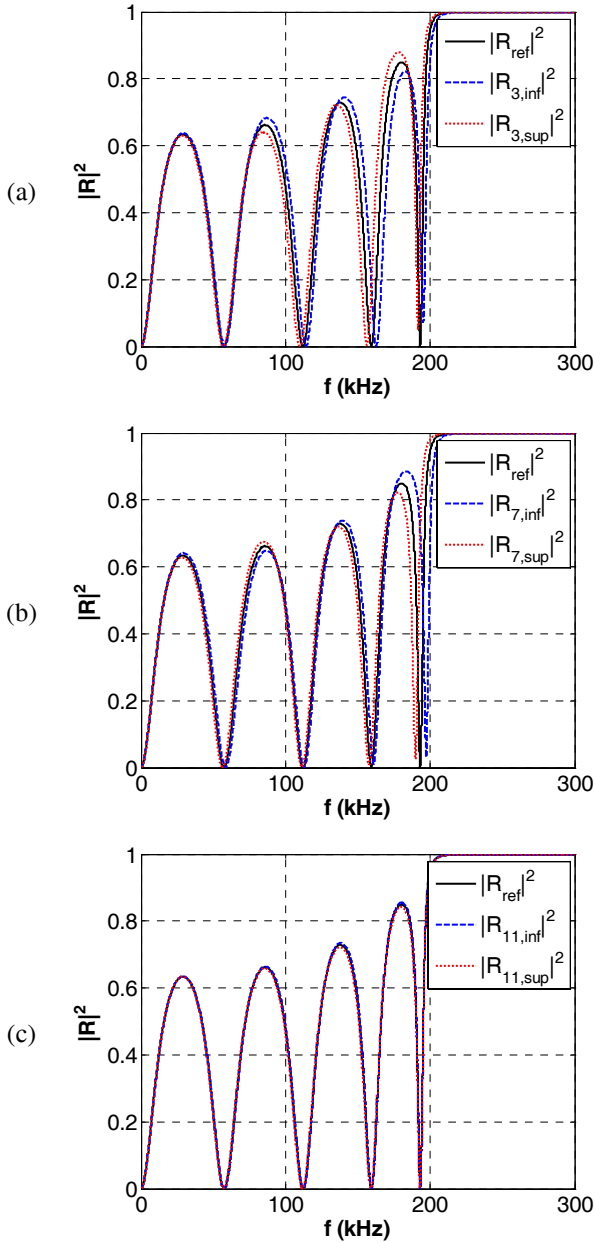 (a)
|R|²
1
0.8
0.6
0.4
0.2
0
0 100 200 300
f (kHz)
|R_ref|²
|R_3,inf|²
|R_3,sup|²
(b)
|R|²
1
0.8
0.6
0.4
0.2
0
0 100 200 300
f (kHz)
|R_ref|²
|R_7,inf|²
|R_7,sup|²
(c)
|R|²
1
0.8
0.6
0.4
0.2
0
0 100 200 300
f (kHz)
|R_ref|²
|R_11,inf|²
|R_11,sup|²